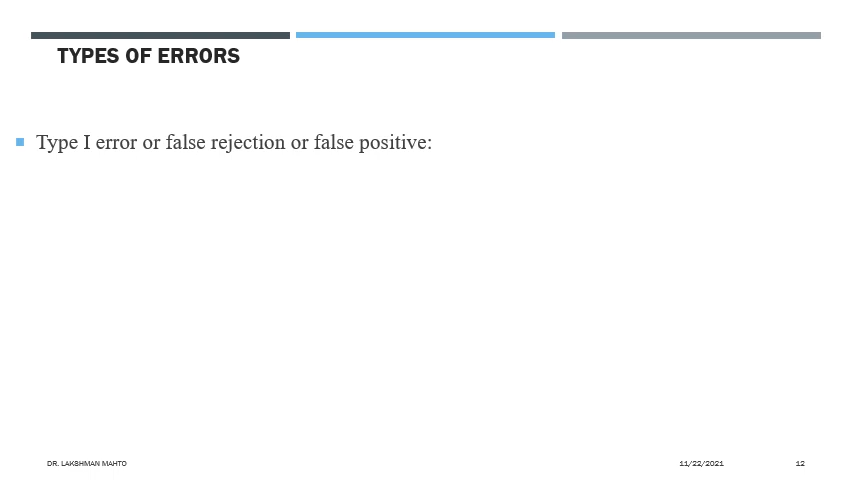 TYPES OF ERRORS
Type I error or false rejection or false positive:
DR. LAKSHMAN MAHTO
11/22/2021
12